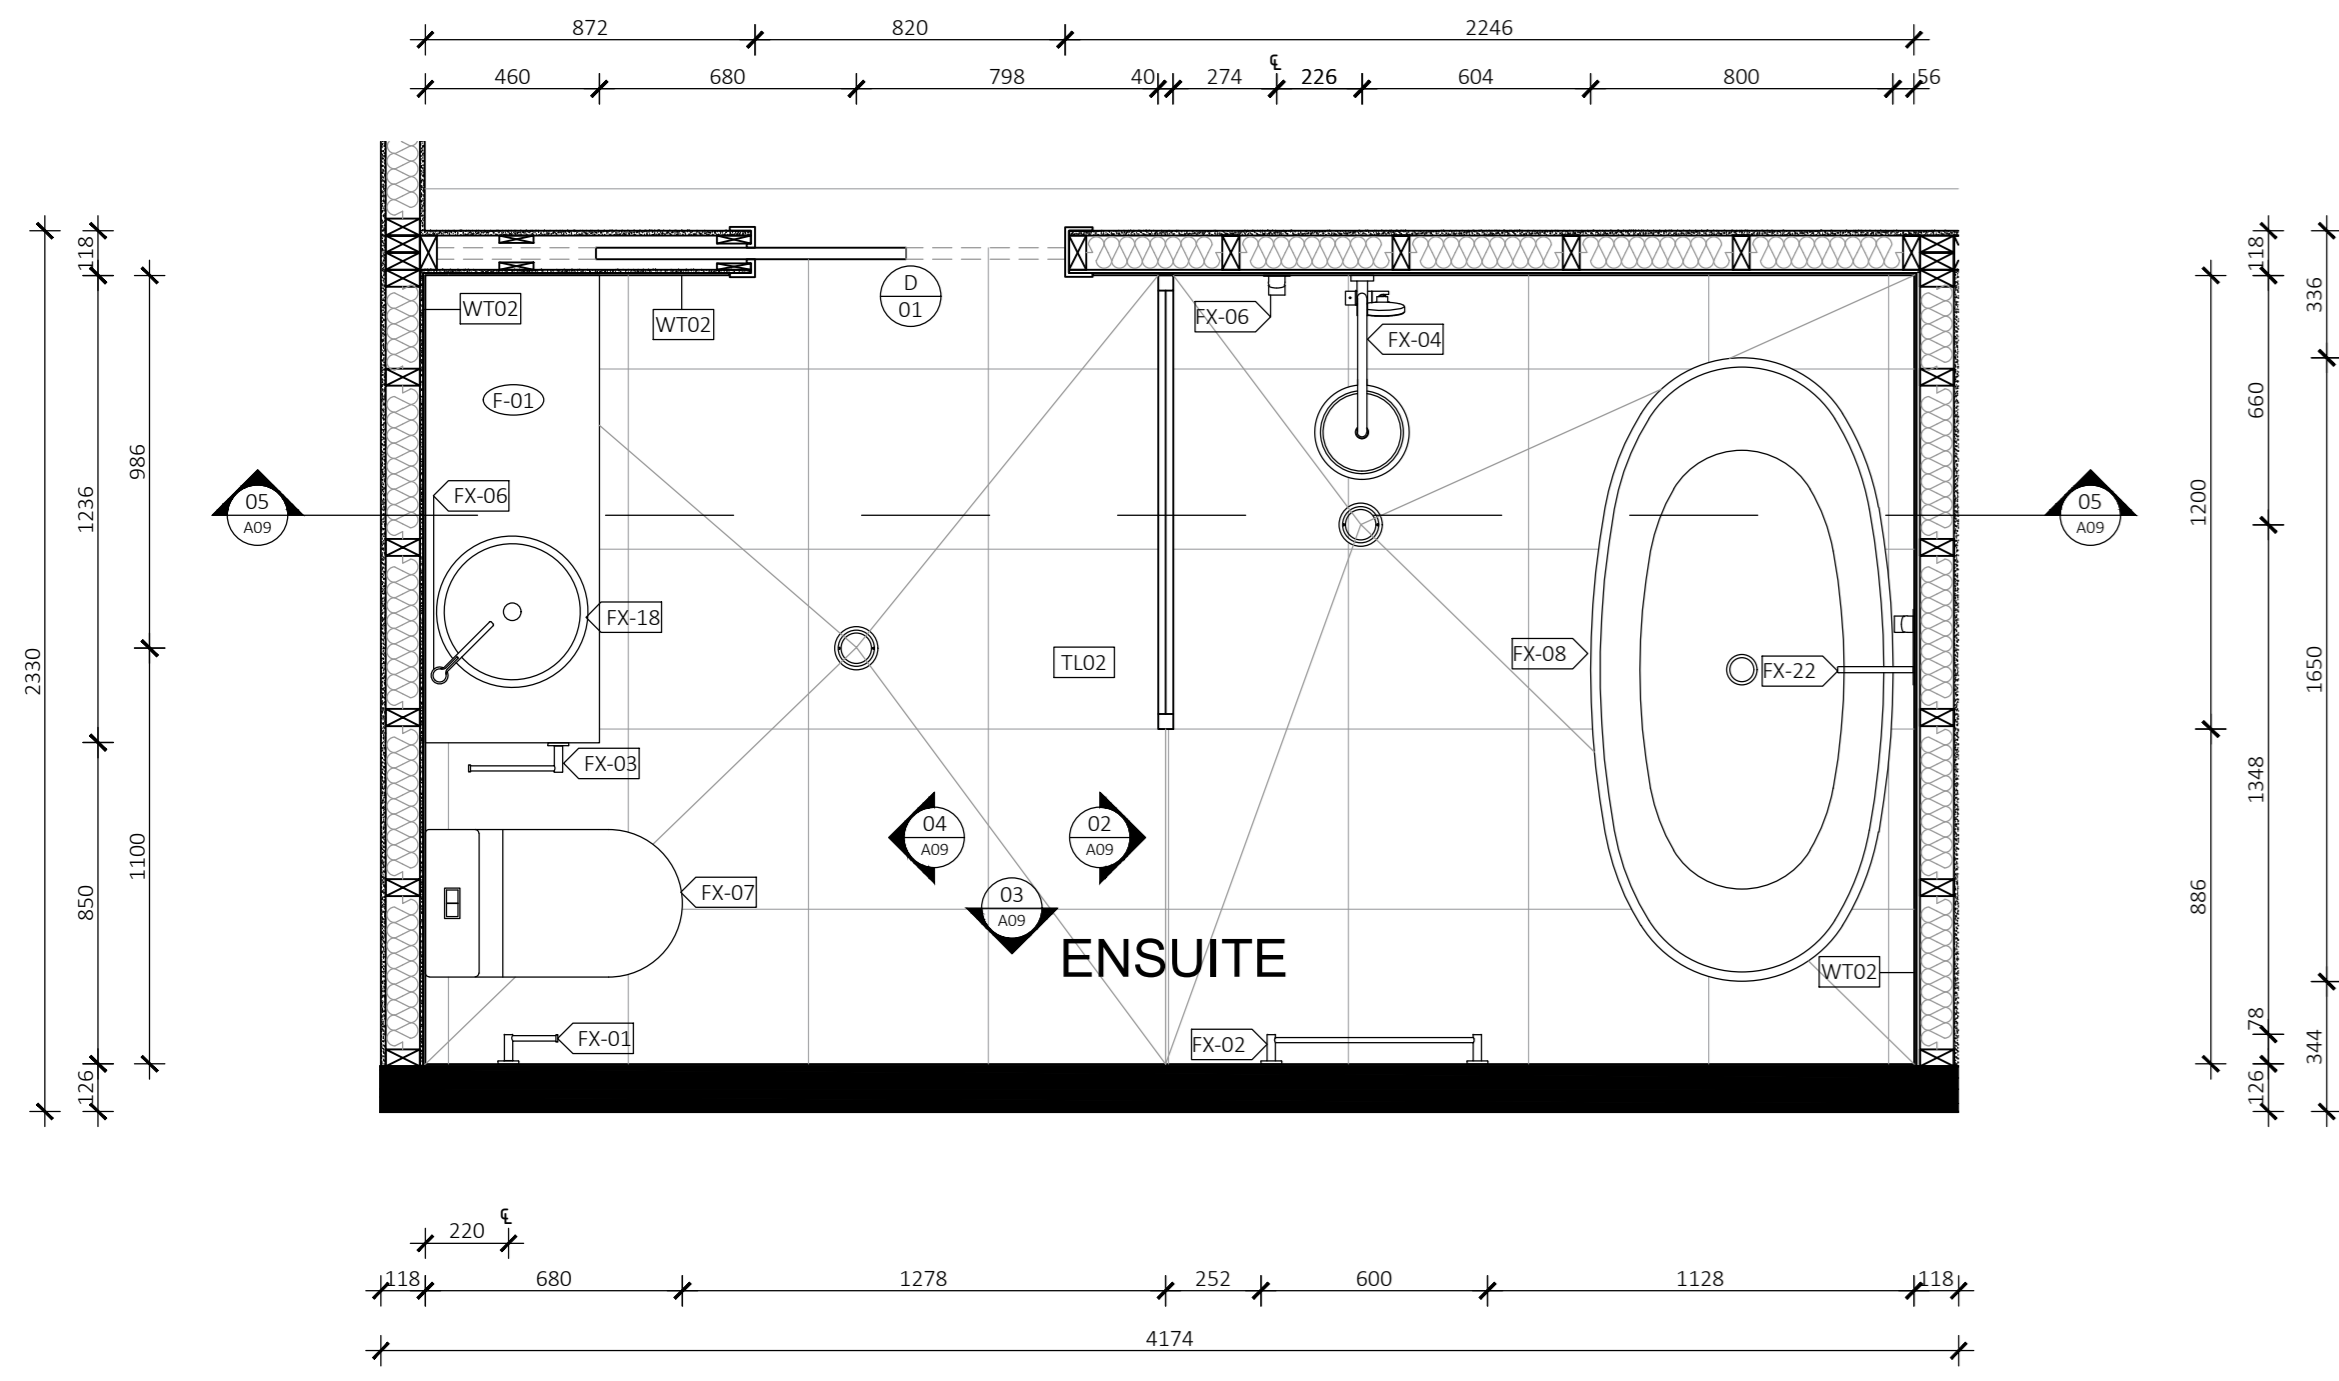 872 820 2246
℄
460 680 798 40 274 226 604 800 56
118 118
336
WT02 WT02 D
01
FX-06
FX-04
F-01
660
986
FX-06
05
A09
05
A09
1236
1200
FX-18
2330
TL02
FX-08
FX-22
1650
FX-03
1348
04
A09
02
A09
1100
FX-07
03
A09
850
886
ENSUITE
WT02
FX-01
FX-02
78
344
126
126
℄
220
118 680 1278 252 600 1128 118
4174